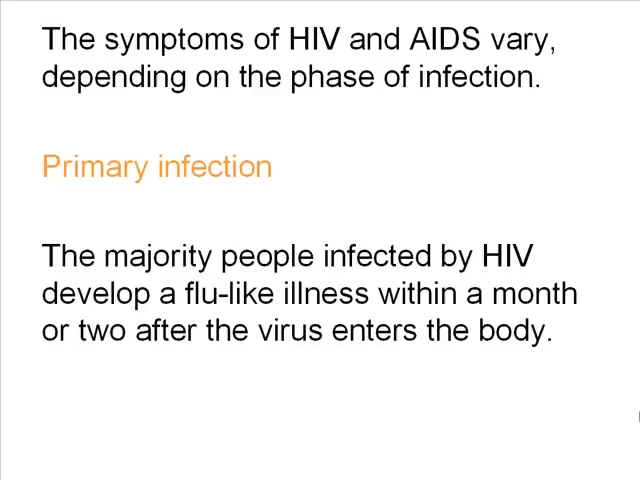 The symptoms of HIV and AIDS vary,
depending on the phase of infection.
Primary infection
The majority people infected by HIV
develop a flu-like illness within a month
or two after the virus enters the body.